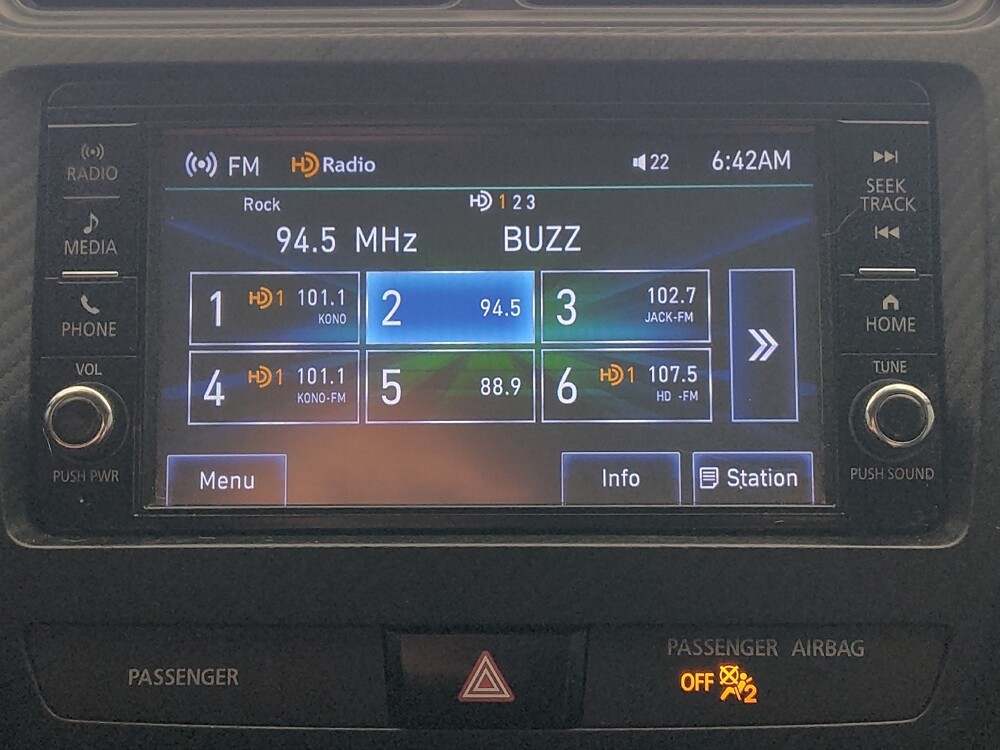 RADIO
MEDIA
PHONE
VOL
PUSH PWR
FM HD Radio 22 6:42AM
Rock HD 1 2 3
94.5 MHz BUZZ
1 HD 1 101.1
KONO
2 94.5
3 102.7
JACK-FM
4 HD 1 101.1
KONO-FM
5 88.9
6 HD 1 107.5
HD -FM
Menu Info Station
SEEK
TRACK
HOME
TUNE
PUSH SOUND
PASSENGER
PASSENGER AIRBAG
OFF 2